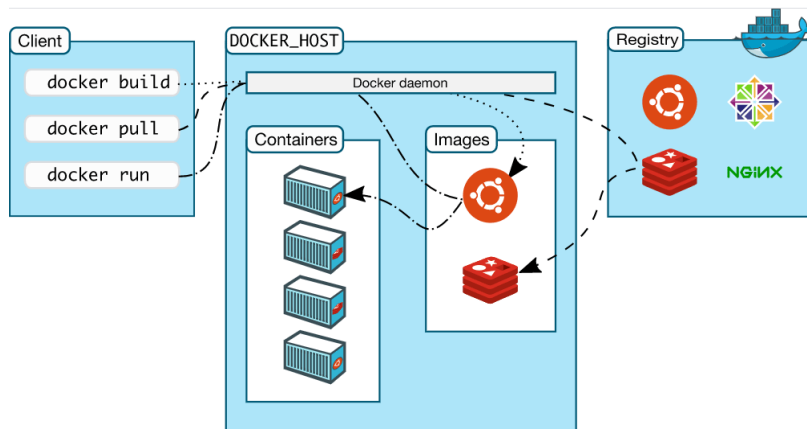 Client
docker build
docker pull
docker run
DOCKER_HOST
Docker daemon
Containers
Images
Registry
NGiNX